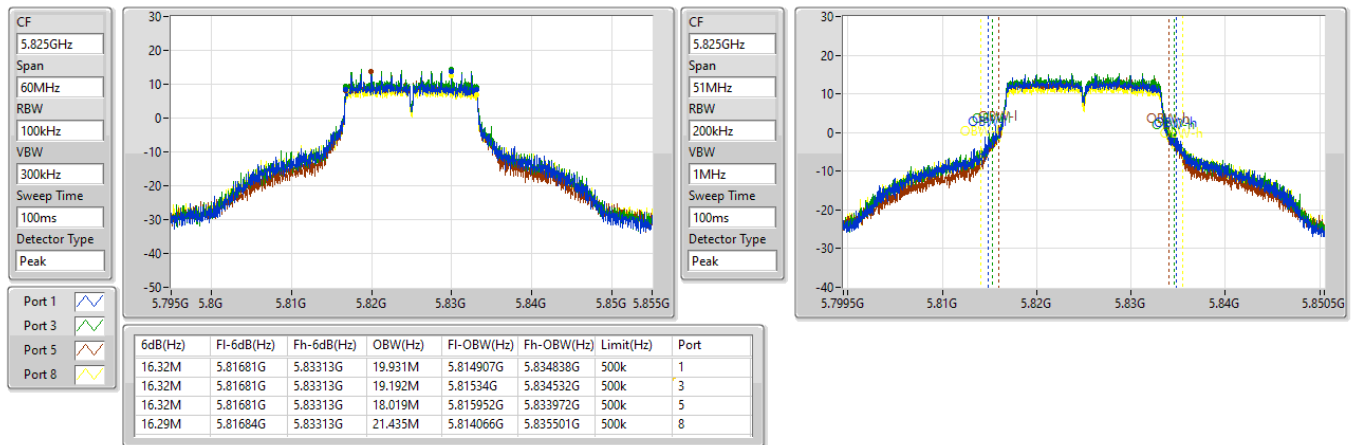 CF
5.825GHz
Span
60MHz
RBW
100kHz
VBW
300kHz
Sweep Time
100ms
Detector Type
Peak
30
20
10
0
-10
-20
-30
-40
-50
5.795G 5.8G 5.81G 5.82G 5.83G 5.84G 5.85G 5.855G
CF
5.825GHz
Span
51MHz
RBW
200kHz
VBW
1MHz
Sweep Time
100ms
Detector Type
Peak
30
20
10
0
-10
-20
-30
-40
OBW-l
OBW-h
5.7995G 5.81G 5.82G 5.83G 5.84G 5.8505G
Port 1
Port 3
Port 5
Port 8
6dB(Hz) Fl-6dB(Hz) Fh-6dB(Hz) OBW(Hz) Fl-OBW(Hz) Fh-OBW(Hz) Limit(Hz) Port
16.32M 5.81681G 5.83313G 19.931M 5.814907G 5.834838G 500k 1
16.32M 5.81681G 5.83313G 19.192M 5.81534G 5.834532G 500k 3
16.32M 5.81681G 5.83313G 18.019M 5.815952G 5.833972G 500k 5
16.29M 5.81684G 5.83313G 21.435M 5.814066G 5.835501G 500k 8